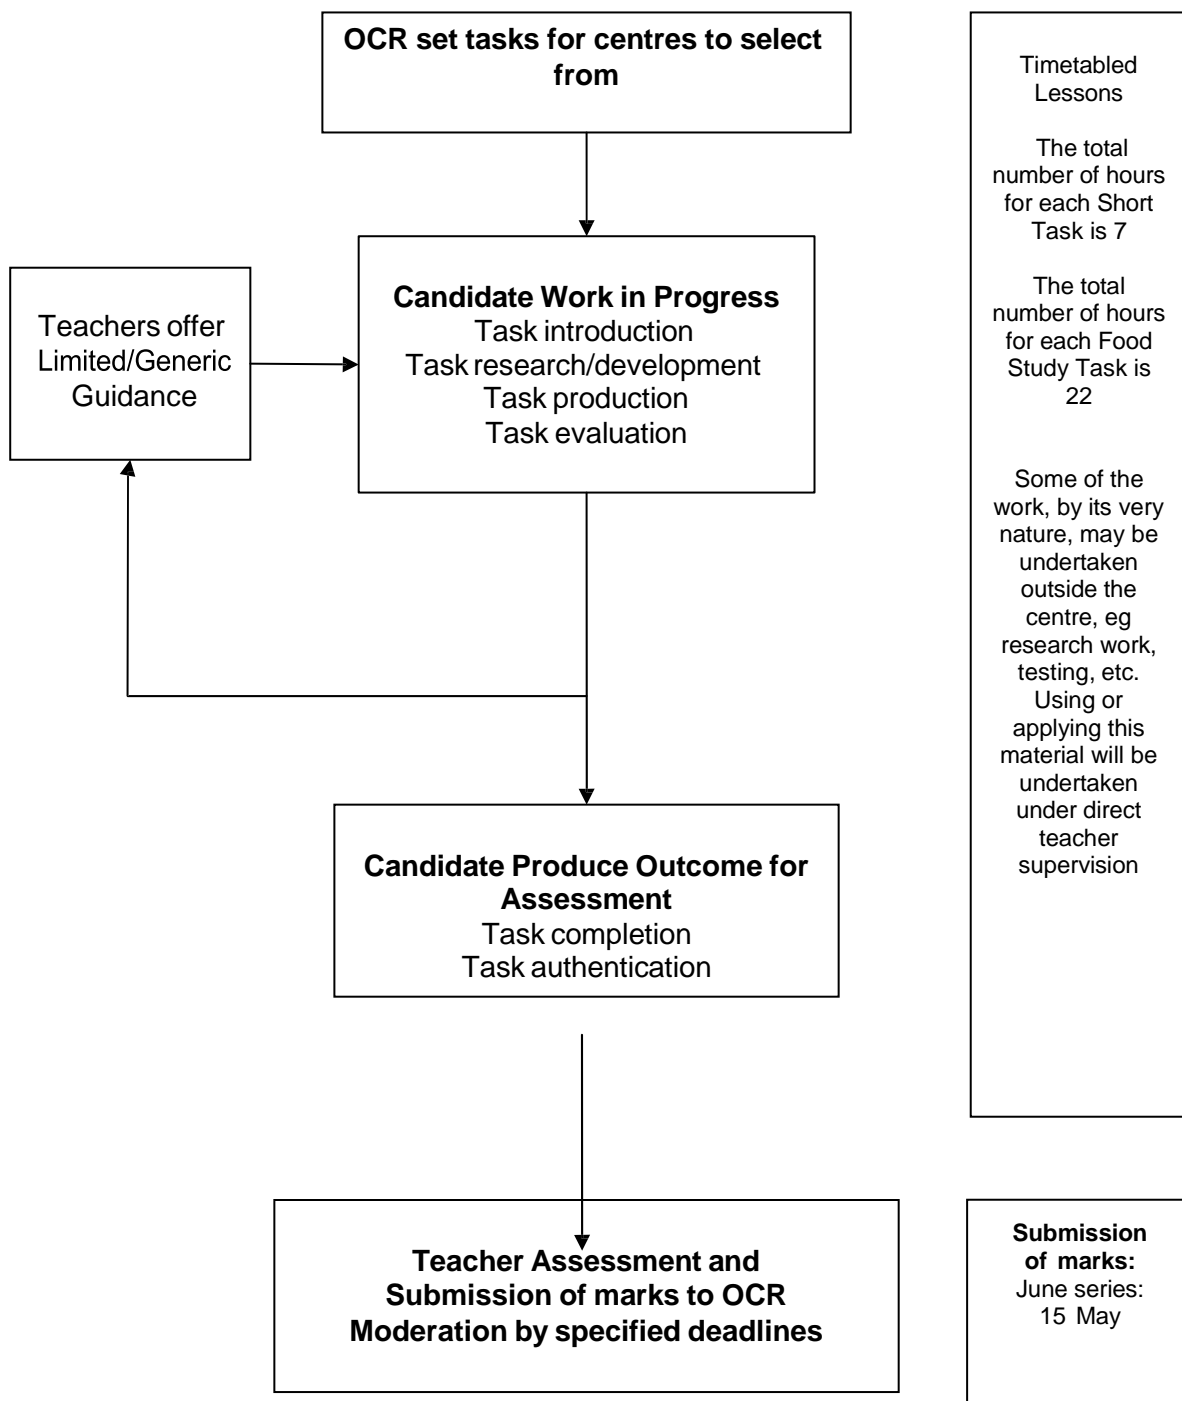 OCR set tasks for centres to select
from
Timetabled
Lessons
The total
number of hours
for each Short
Task is 7
The total
number of hours
for each Food
Study Task is
22
Some of the
work, by its very
nature, may be
undertaken
outside the
centre, eg
research work,
testing, etc.
Using or
applying this
material will be
undertaken
under direct
teacher
supervision
Teachers offer
Limited/Generic
Guidance
Candidate Work in Progress
Task introduction
Task research/development
Task production
Task evaluation
Candidate Produce Outcome for
Assessment
Task completion
Task authentication
Teacher Assessment and
Submission of marks to OCR
Moderation by specified deadlines
Submission
of marks:
June series:
15 May